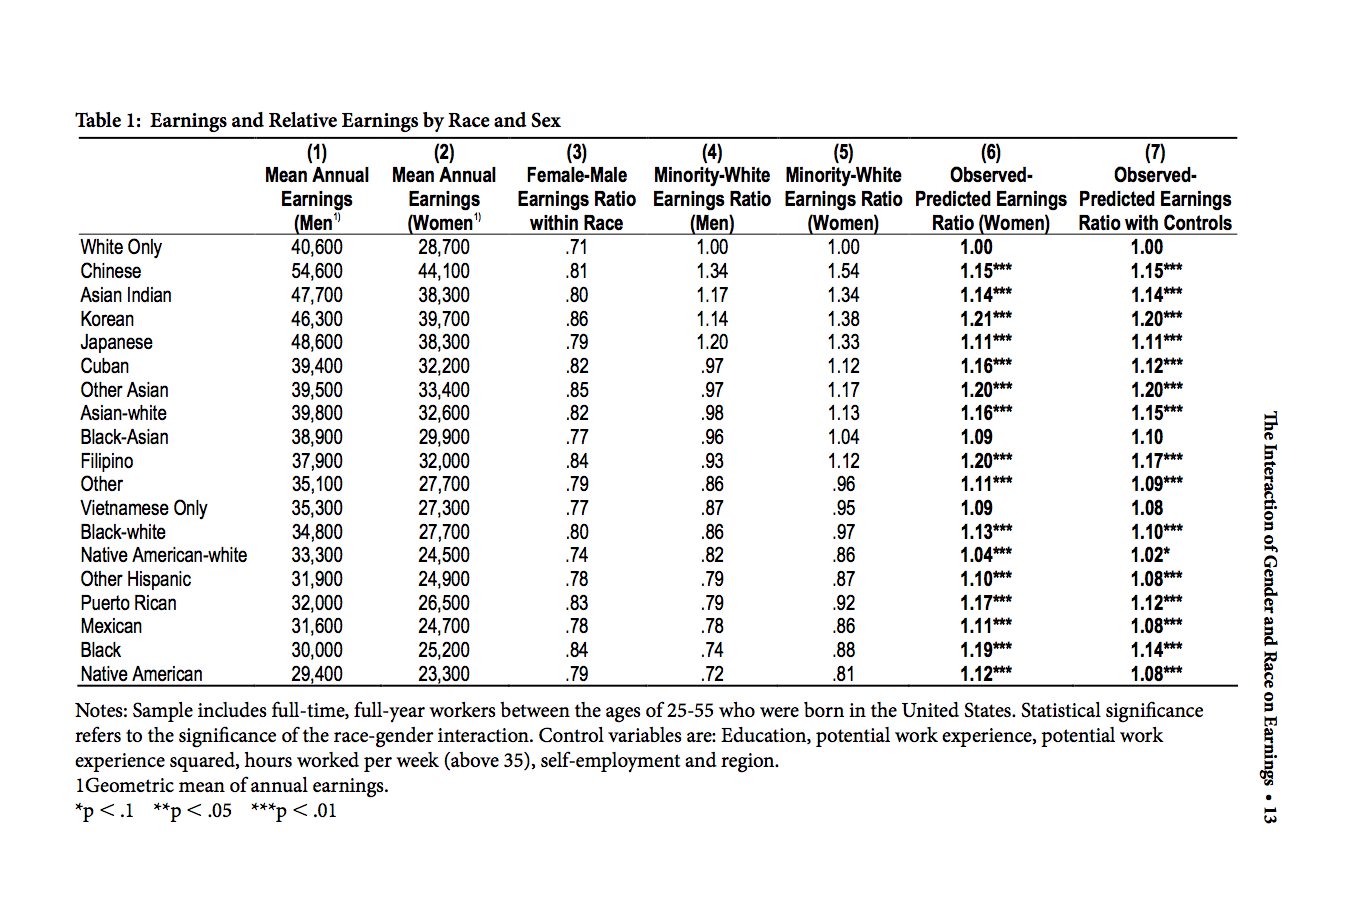 Table 1: Earnings and Relative Earnings by Race and Sex
(1) (2) (3) (4) (5) (6) (7)
Mean Annual Mean Annual Female-Male Minority-White Minority-White Observed- Observed-
Earnings Earnings Earnings Ratio Earnings Ratio Earnings Ratio Predicted Earnings Predicted Earnings
(Men1) (Women1) within Race (Men) (Women) Ratio (Women) Ratio with Controls
White Only 40,600 28,700 .71 1.00 1.00 1.00 1.00
Chinese 54,600 44,100 .81 1.34 1.54 1.15*** 1.15***
Asian Indian 47,700 38,300 .80 1.17 1.34 1.14*** 1.14***
Korean 46,300 39,700 .86 1.14 1.38 1.21*** 1.20***
Japanese 48,600 38,300 .79 1.20 1.33 1.11*** 1.11***
Cuban 39,400 32,200 .82 .97 1.12 1.16*** 1.12***
Other Asian 39,500 33,400 .85 .97 1.17 1.20*** 1.20***
Asian-white 39,800 32,600 .82 .98 1.13 1.16*** 1.15***
Black-Asian 38,900 29,900 .77 .96 1.04 1.09 1.10
Filipino 37,900 32,000 .84 .93 1.12 1.20*** 1.17***
Other 35,100 27,700 .79 .86 .96 1.11*** 1.09***
Vietnamese Only 35,300 27,300 .77 .87 .95 1.09 1.08
Black-white 34,800 27,700 .80 .86 .97 1.13*** 1.10***
Native American-white 33,300 24,500 .74 .82 .86 1.04*** 1.02*
Other Hispanic 31,900 24,900 .78 .79 .87 1.10*** 1.08***
Puerto Rican 32,000 26,500 .83 .79 .92 1.17*** 1.12***
Mexican 31,600 24,700 .78 .78 .86 1.11*** 1.08***
Black 30,000 25,200 .84 .74 .88 1.19*** 1.14***
Native American 29,400 23,300 .79 .72 .81 1.12*** 1.08***
Notes: Sample includes full-time, full-year workers between the ages of 25-55 who were born in the United States. Statistical significance
refers to the significance of the race-gender interaction. Control variables are: Education, potential work experience, potential work
experience squared, hours worked per week (above 35), self-employment and region.
1Geometric mean of annual earnings.
*p < .1 **p < .05 ***p < .01
The Interaction of Gender and Race on Earnings • 13